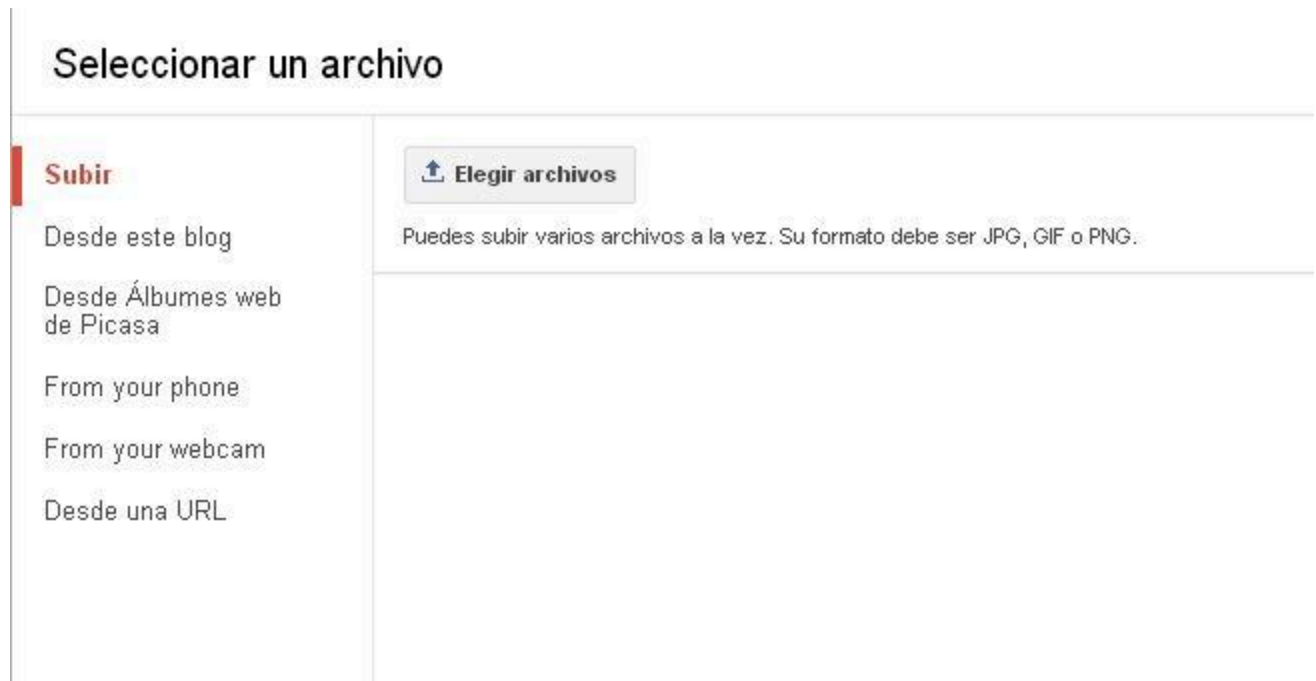 Seleccionar un archivo
Subir
Desde este blog
Desde Álbumes web
de Picasa
From your phone
From your webcam
Desde una URL
Elegir archivos
Puedes subir varios archivos a la vez. Su formato debe ser JPG, GIF o PNG.